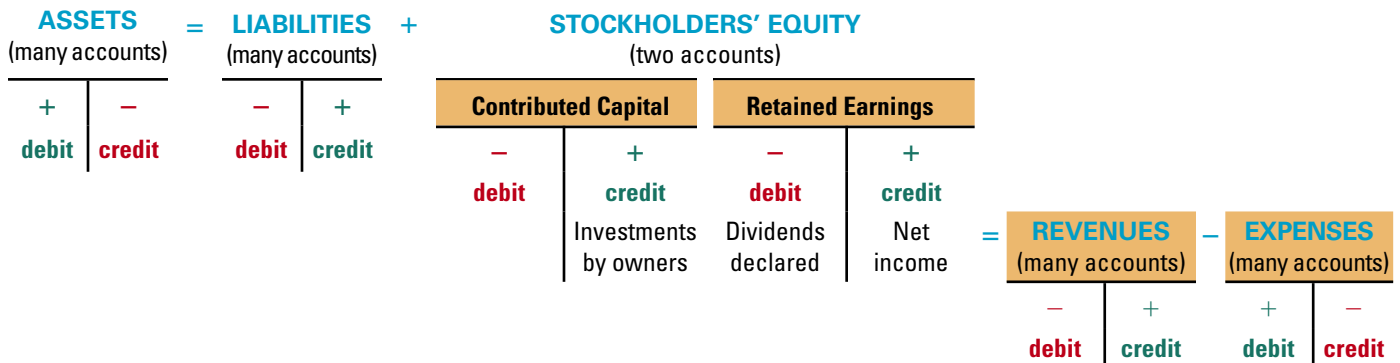 ASSETS = LIABILITIES + STOCKHOLDERS' EQUITY
(many accounts) (many accounts) (two accounts)
+ − − + Contributed Capital Retained Earnings
debit credit debit credit − + − +
debit credit debit credit
Investments Dividends Net = REVENUES − EXPENSES
by owners declared income (many accounts) (many accounts)
− + + −
debit credit debit credit